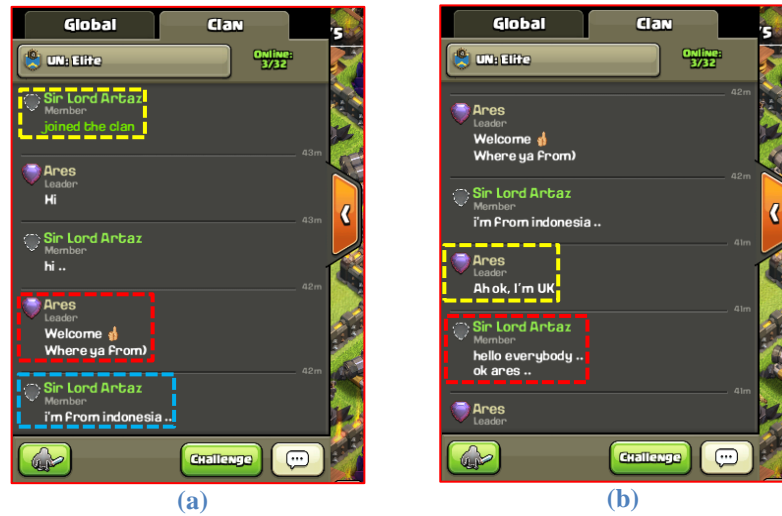 Global Clan
UN: Elite
Online:
3/32
Sir Lord Artaz
Member
joined the clan
43m
Ares
Leader
Hi
43m
Sir Lord Artaz
Member
hi ..
42m
Ares
Leader
Welcome ☝
Where ya from)
42m
Sir Lord Artaz
Member
i'm from indonesia ..
Challenge
(a)
Global Clan
UN: Elite
Online:
3/32
42m
Ares
Leader
Welcome ☝
Where ya from)
42m
Sir Lord Artaz
Member
i'm from indonesia ..
41m
Ares
Leader
Ah ok, I'm UK
41m
Sir Lord Artaz
Member
hello everybody ..
ok ares ..
41m
Ares
Leader
Challenge
(b)